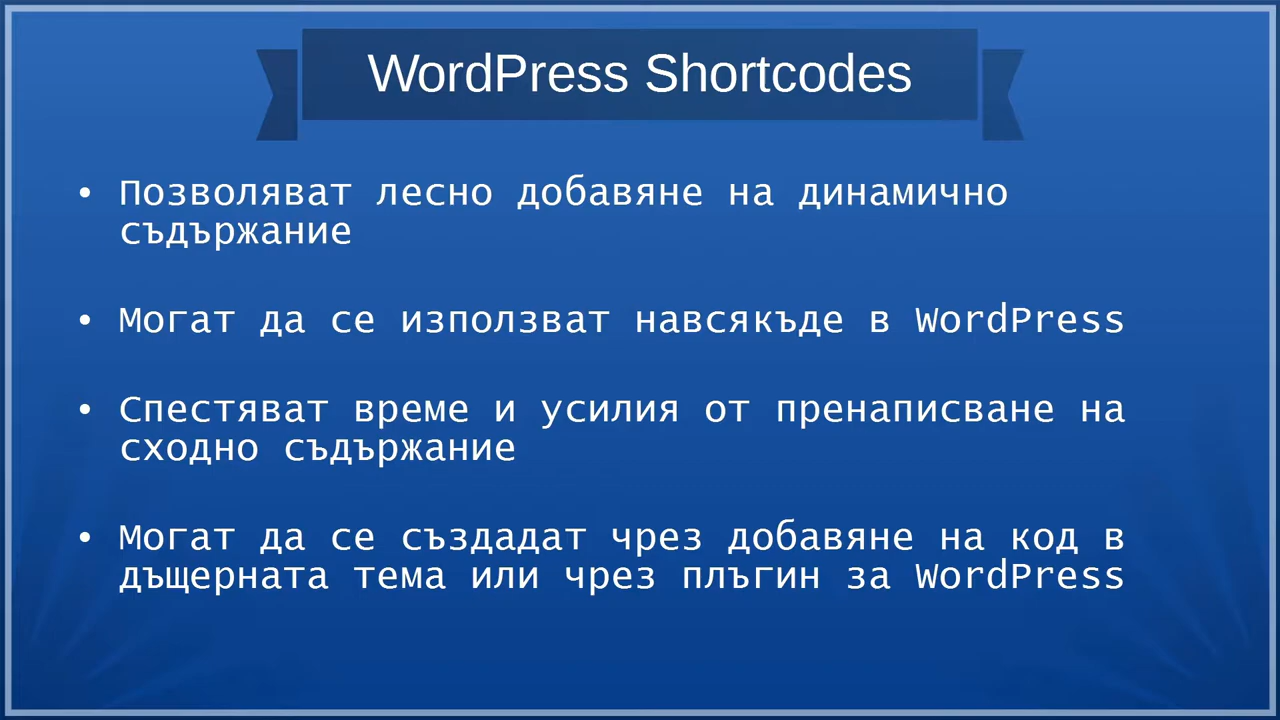 WordPress Shortcodes
• Позволяват лесно добавяне на динамично
съдържание
• Могат да се използват навсякъде в WordPress
• Спестяват време и усилия от пренаписване на
сходно съдържание
• Могат да се създадат чрез добавяне на код в
дъщерната тема или чрез плъгин за WordPress